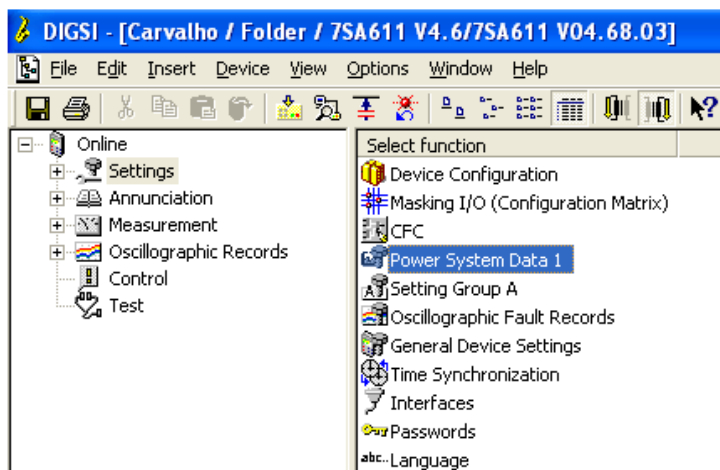 DIGSI - [Carvalho / Folder / 7SA611 V4.6/7SA611 V04.68.03]
File Edit Insert Device View Options Window Help
Online
Settings
Annunciation
Measurement
Oscillographic Records
Control
Test
Select function
Device Configuration
Masking I/O (Configuration Matrix)
CFC
Power System Data 1
Setting Group A
Oscillographic Fault Records
General Device Settings
Time Synchronization
Interfaces
Passwords
abc.. Language